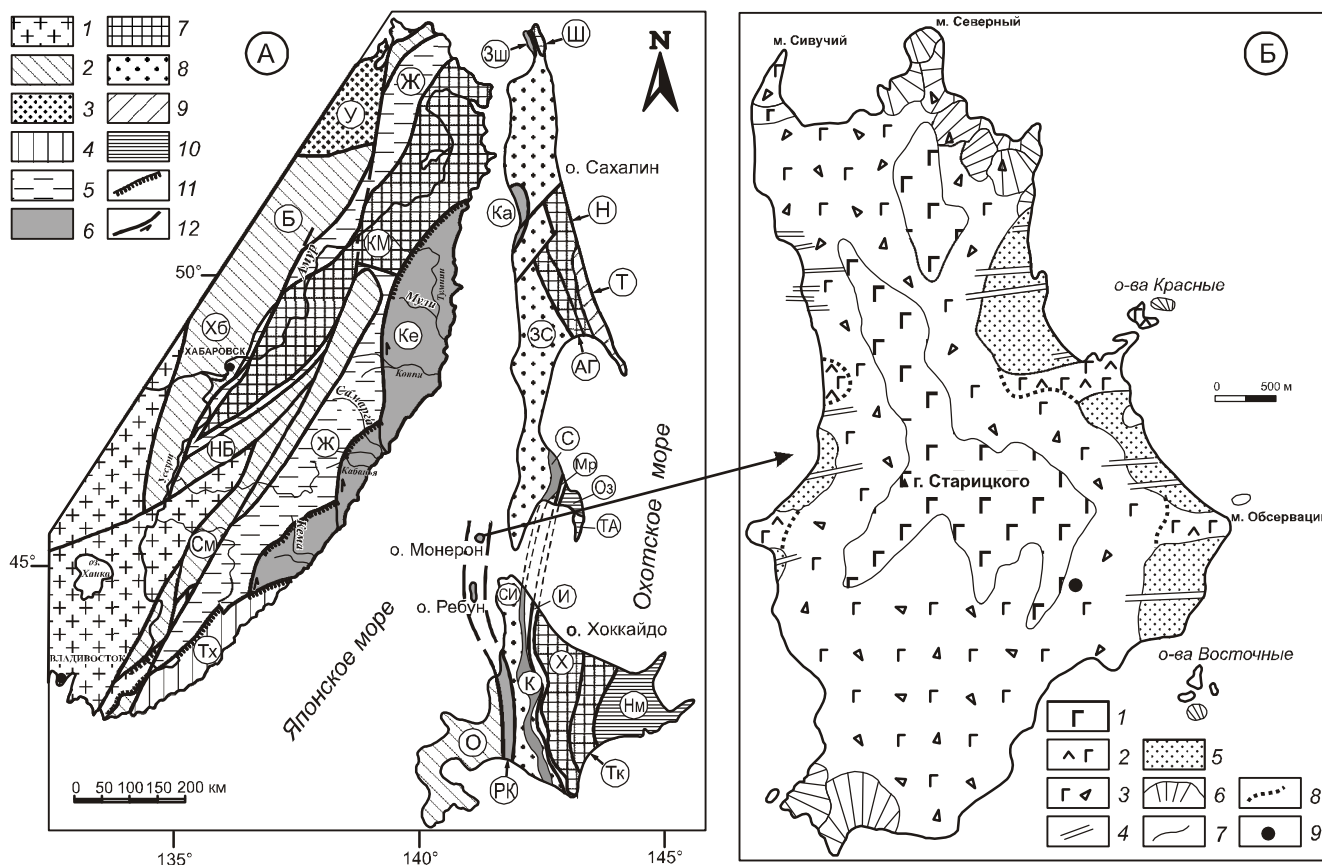 1
7
2
8
3
9
4
10
5
11
6
12
А
50°
45°
135°
140°
145°
0 50 100 150 200 км
N
У
Ж
Б
КМ
Амур
Хб
ХАБАРОВСК
Мули
Тумнин
Ке
Коппи
Самарга
НБ
Ж
Кабанья
Уссури
Кема
См
оз.
Ханка
ВЛАДИВОСТОК
Тх
Японское море
Зш
Ш
о. Сахалин
Ка
Н
Т
ЗС
АГ
С
Мр
Оз
ТА
о. Монерон
о. Ребун
СИ
И
о. Хоккайдо
Х
К
Нм
О
РК
Тк
Охотское море
Б
м. Северный
м. Сивучий
о-ва Красные
0 500 м
г. Старицкого
м. Обсервации
о-ва Восточные
1
2
5
3
6
8
4
7
9